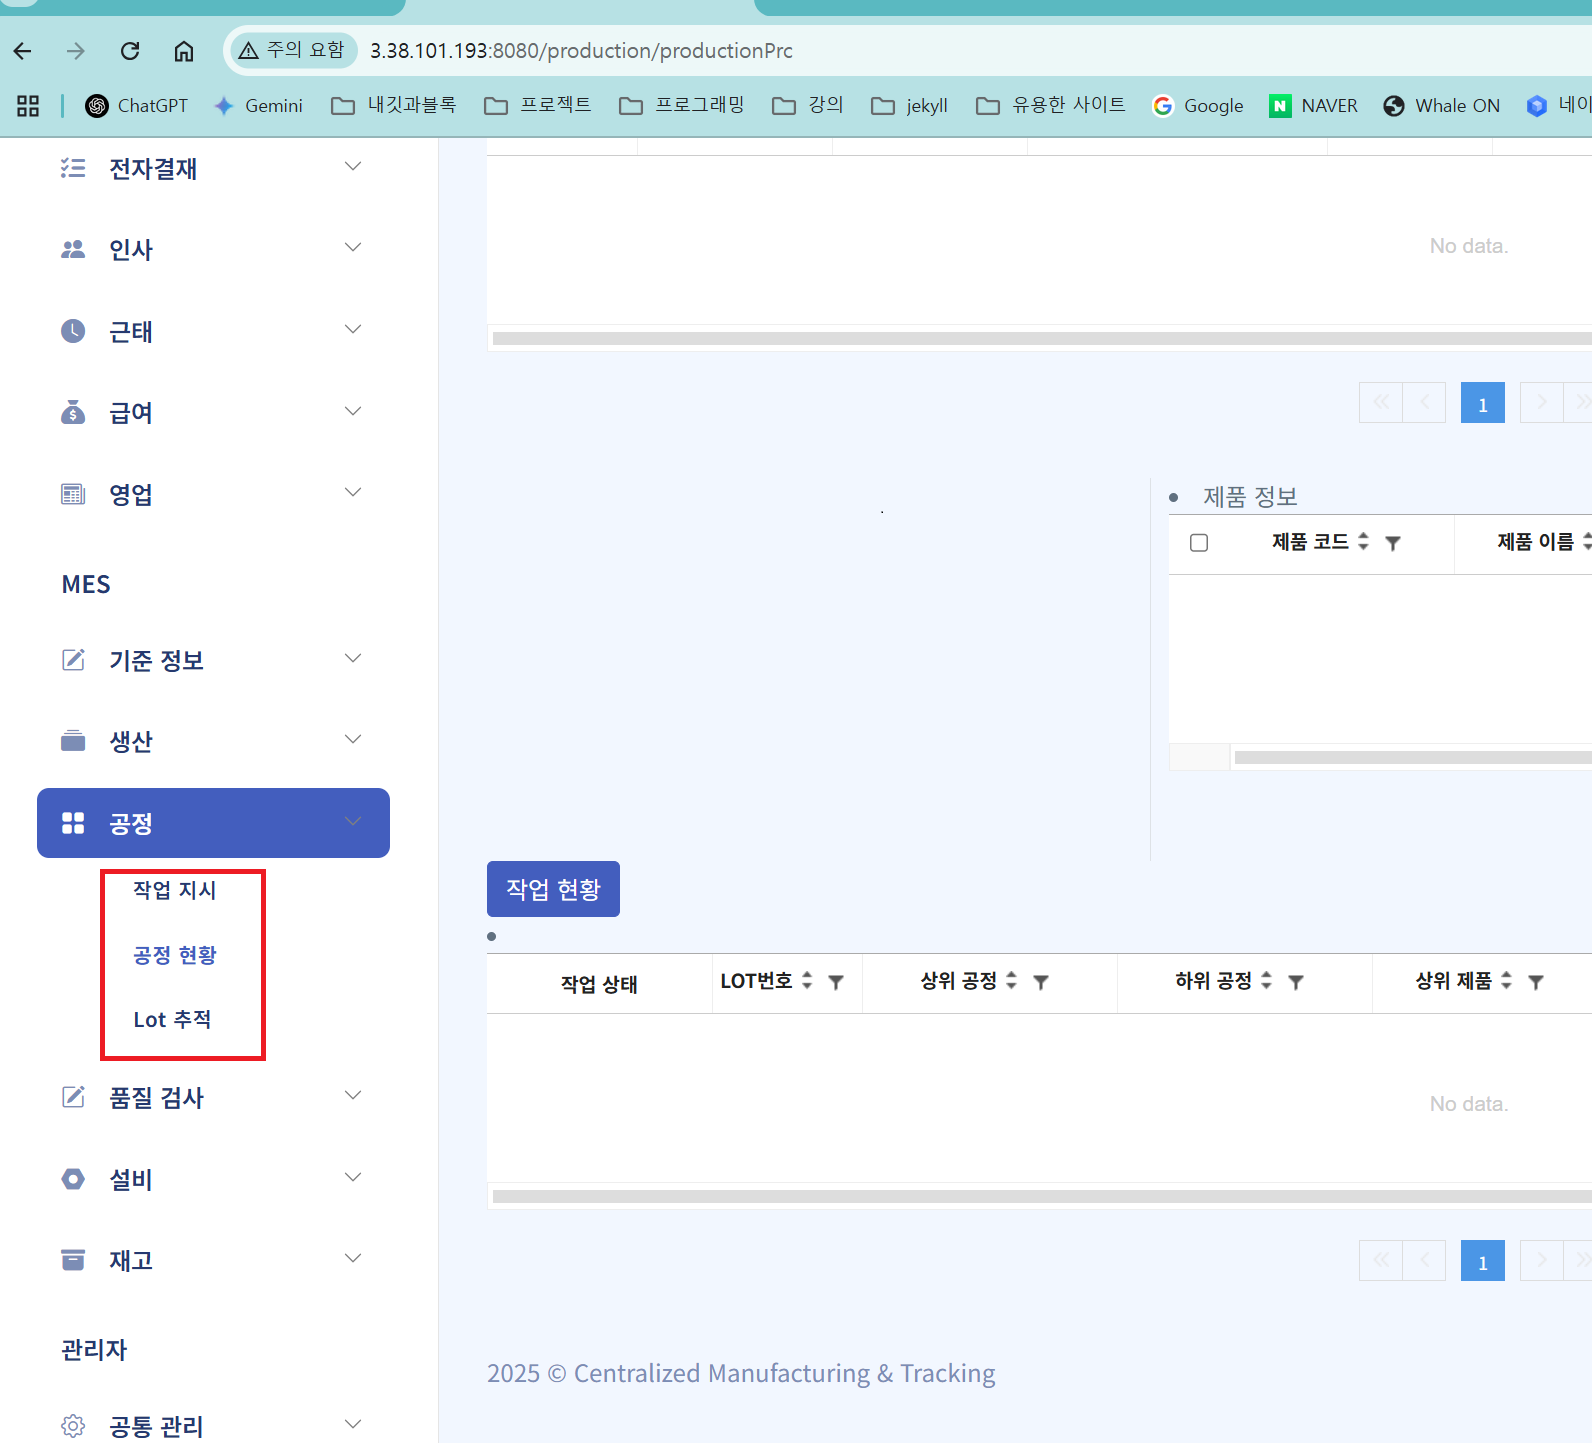 주의 요함 3.38.101.193:8080/production/productionPrc
ChatGPT Gemini 내깃과블록 프로젝트 프로그래밍 강의 jekyll 유용한 사이트 Google NAVER Whale ON 네이
전자결재
인사
근태
급여
영업
MES
기준 정보
생산
공정
작업 지시
공정 현황
Lot 추적
품질 검사
설비
재고
관리자
공통 관리
No data.
1
제품 정보
제품 코드 제품 이름
작업 현황
작업 상태 LOT번호 상위 공정 하위 공정 상위 제품
No data.
1
2025 © Centralized Manufacturing & Tracking